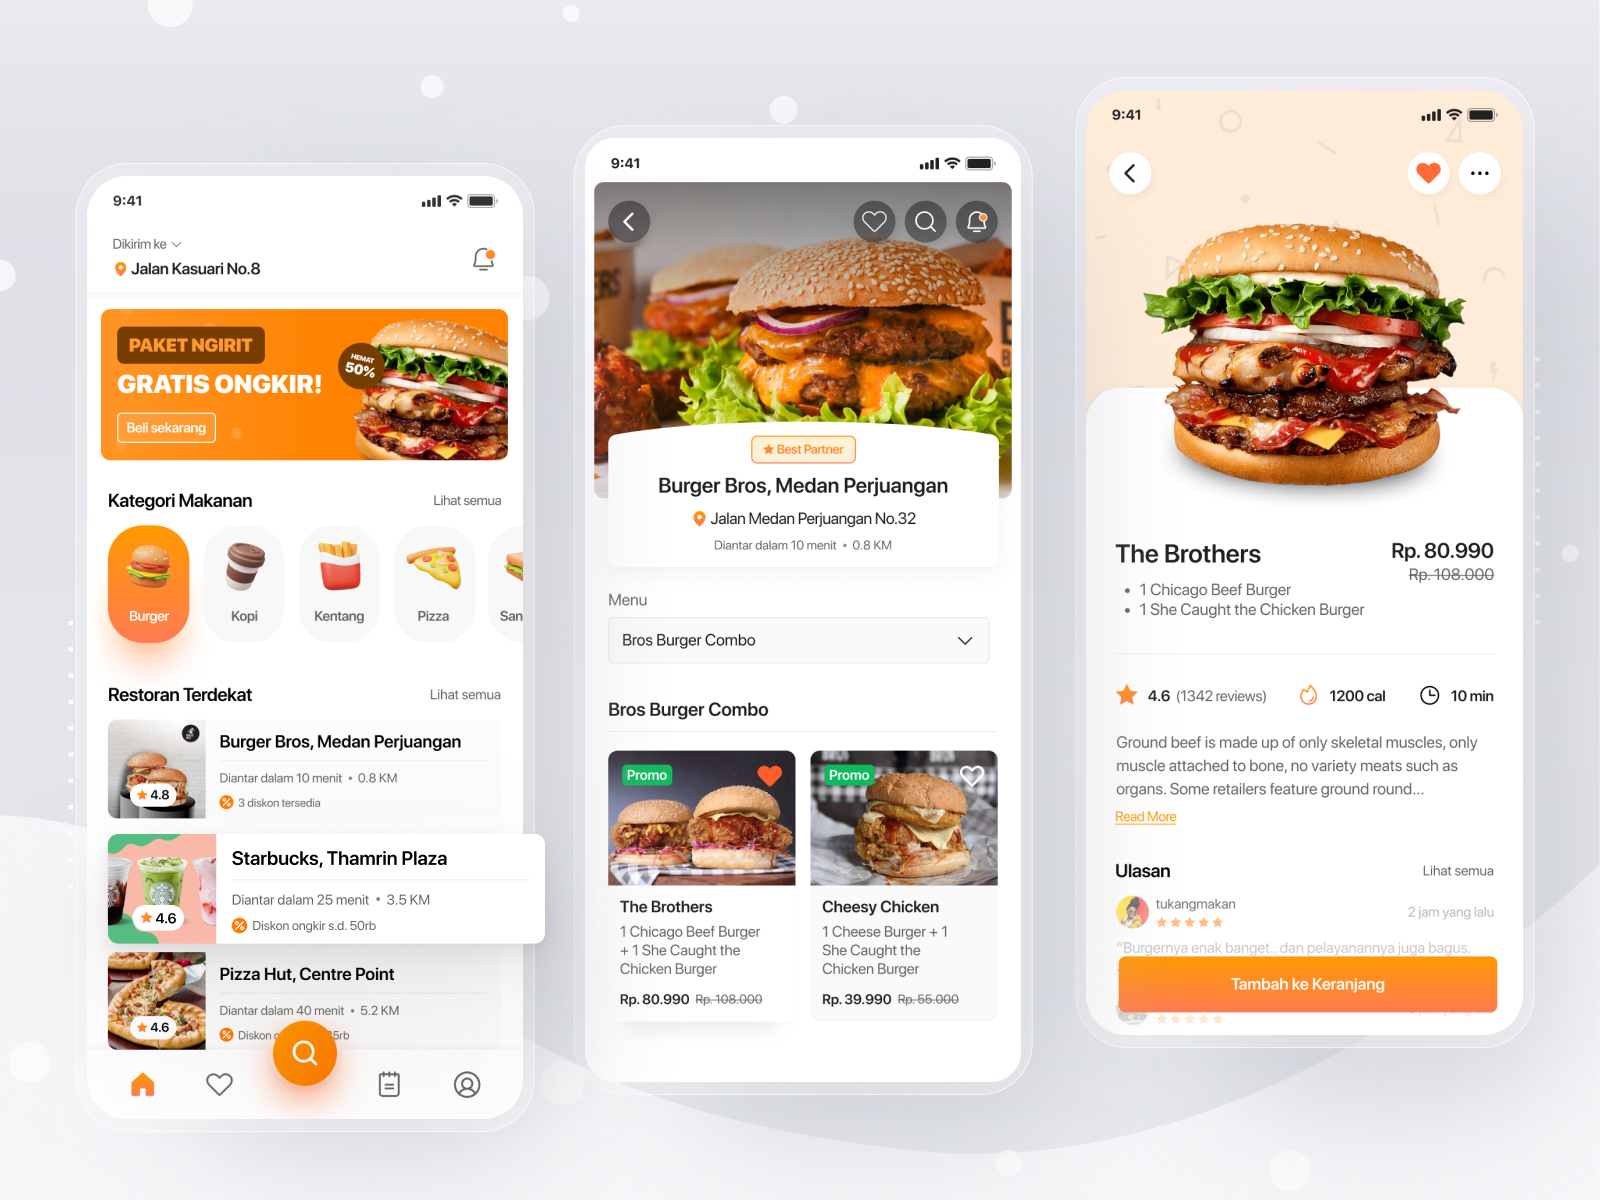 9:41
Dikirim ke
Jalan Kasuari No.8
PAKET NGIRIT
GRATIS ONGKIR!
Beli sekarang
HEMAT
50%
Kategori Makanan
Lihat semua
Burger
Kopi
Kentang
Pizza
San
Restoran Terdekat
Lihat semua
Burger Bros, Medan Perjuangan
Diantar dalam 10 menit • 0.8 KM
3 diskon tersedia
4.8
Starbucks, Thamrin Plaza
Diantar dalam 25 menit • 3.5 KM
Diskon ongkir s.d. 50rb
4.6
Pizza Hut, Centre Point
Diantar dalam 40 menit • 5.2 KM
Diskon
4.6
9:41
Best Partner
Burger Bros, Medan Perjuangan
Jalan Medan Perjuangan No.32
Diantar dalam 10 menit • 0.8 KM
Menu
Bros Burger Combo
Bros Burger Combo
Promo
The Brothers
1 Chicago Beef Burger
+ 1 She Caught the
Chicken Burger
Rp. 80.990 Rp. 108.000
Promo
Cheesy Chicken
1 Cheese Burger + 1
She Caught the
Chicken Burger
Rp. 39.990 Rp. 55.000
9:41
The Brothers
Rp. 80.990
Rp. 108.000
• 1 Chicago Beef Burger
• 1 She Caught the Chicken Burger
4.6 (1342 reviews)
1200 cal
10 min
Ground beef is made up of only skeletal muscles, only
muscle attached to bone, no variety meats such as
organs. Some retailers feature ground round...
Read More
Ulasan
Lihat semua
tukangmakan
2 jam yang lalu
“Burgernya enak banget.. dan pelayanannya juga bagus.
Tambah ke Keranjang